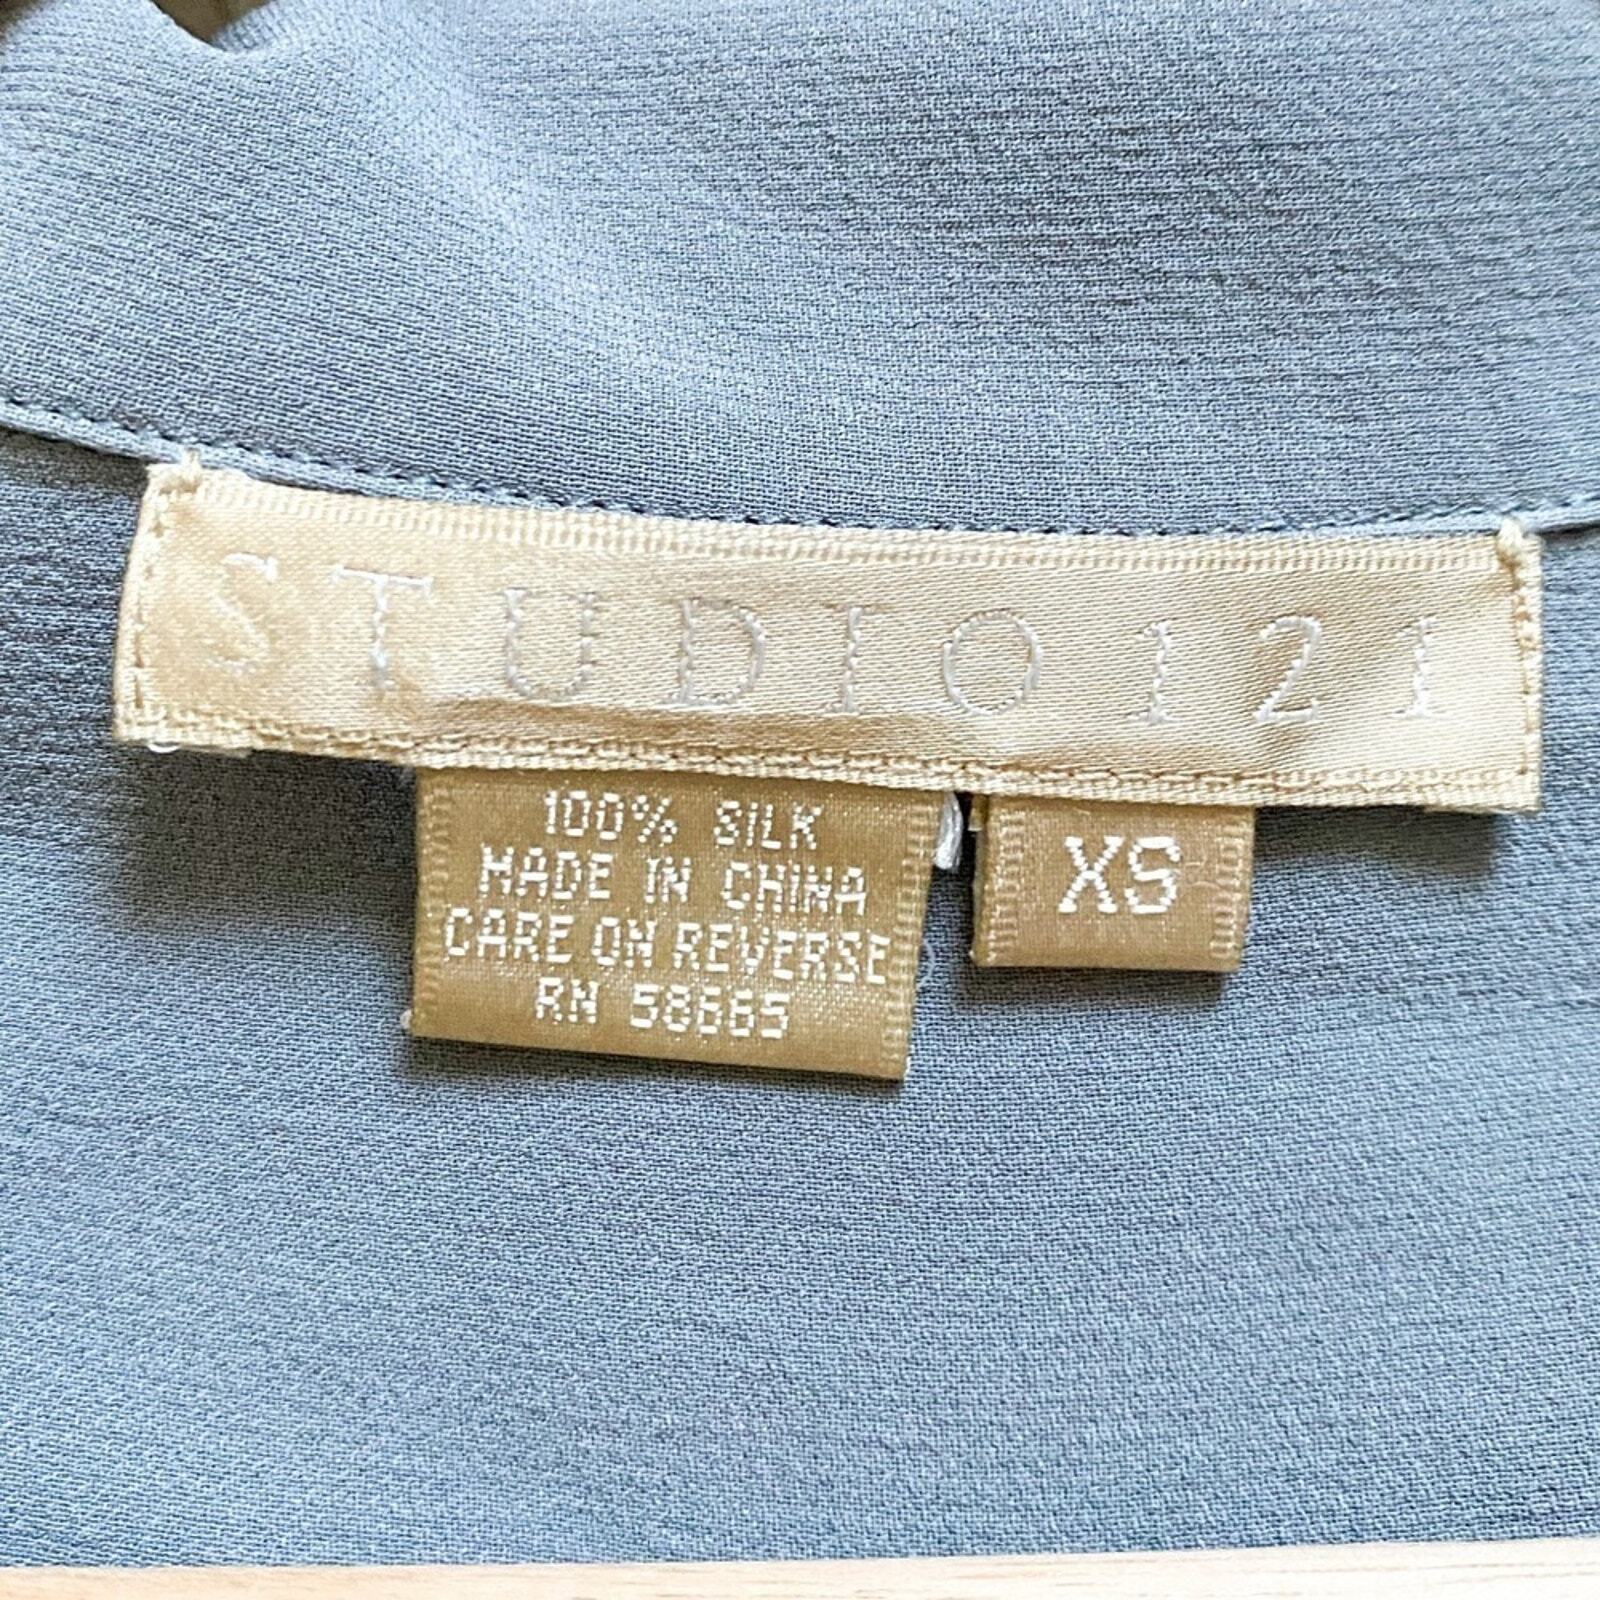 STUDIO 121
100% SILK
MADE IN CHINA
CARE ON REVERSE
RN 58665
XS